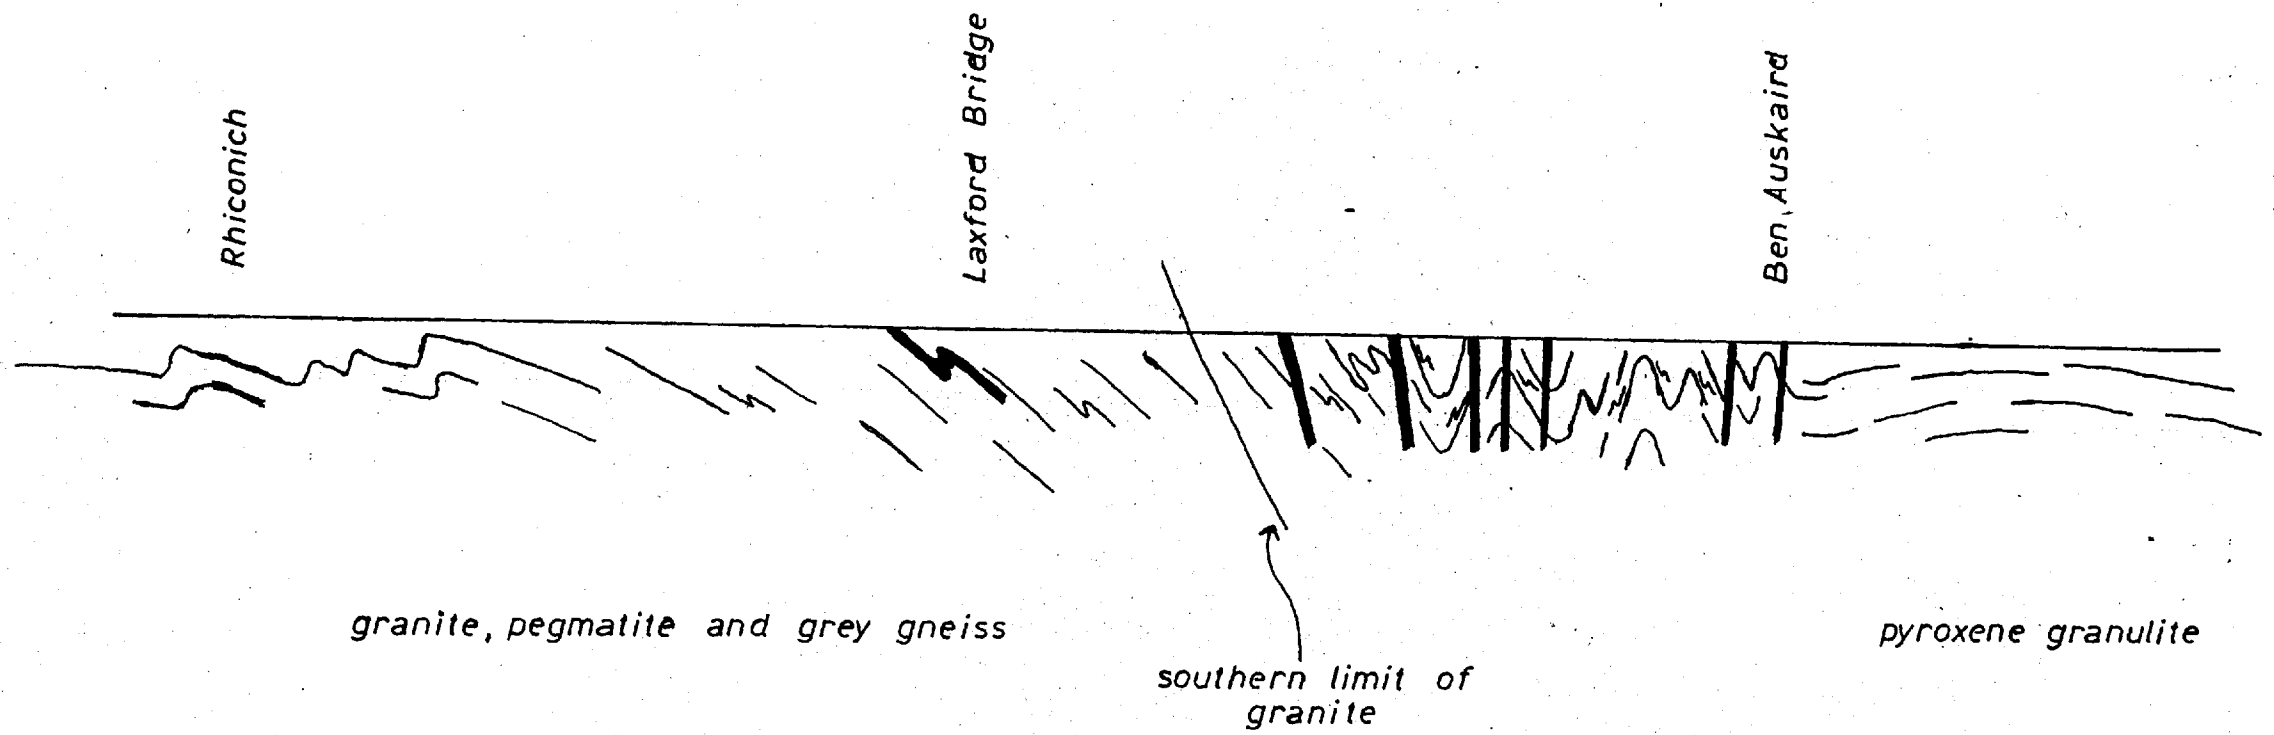 Rhiconich
Laxford Bridge
Ben Auskaird
granite, pegmatite and grey gneiss
pyroxene granulite
southern limit of
granite